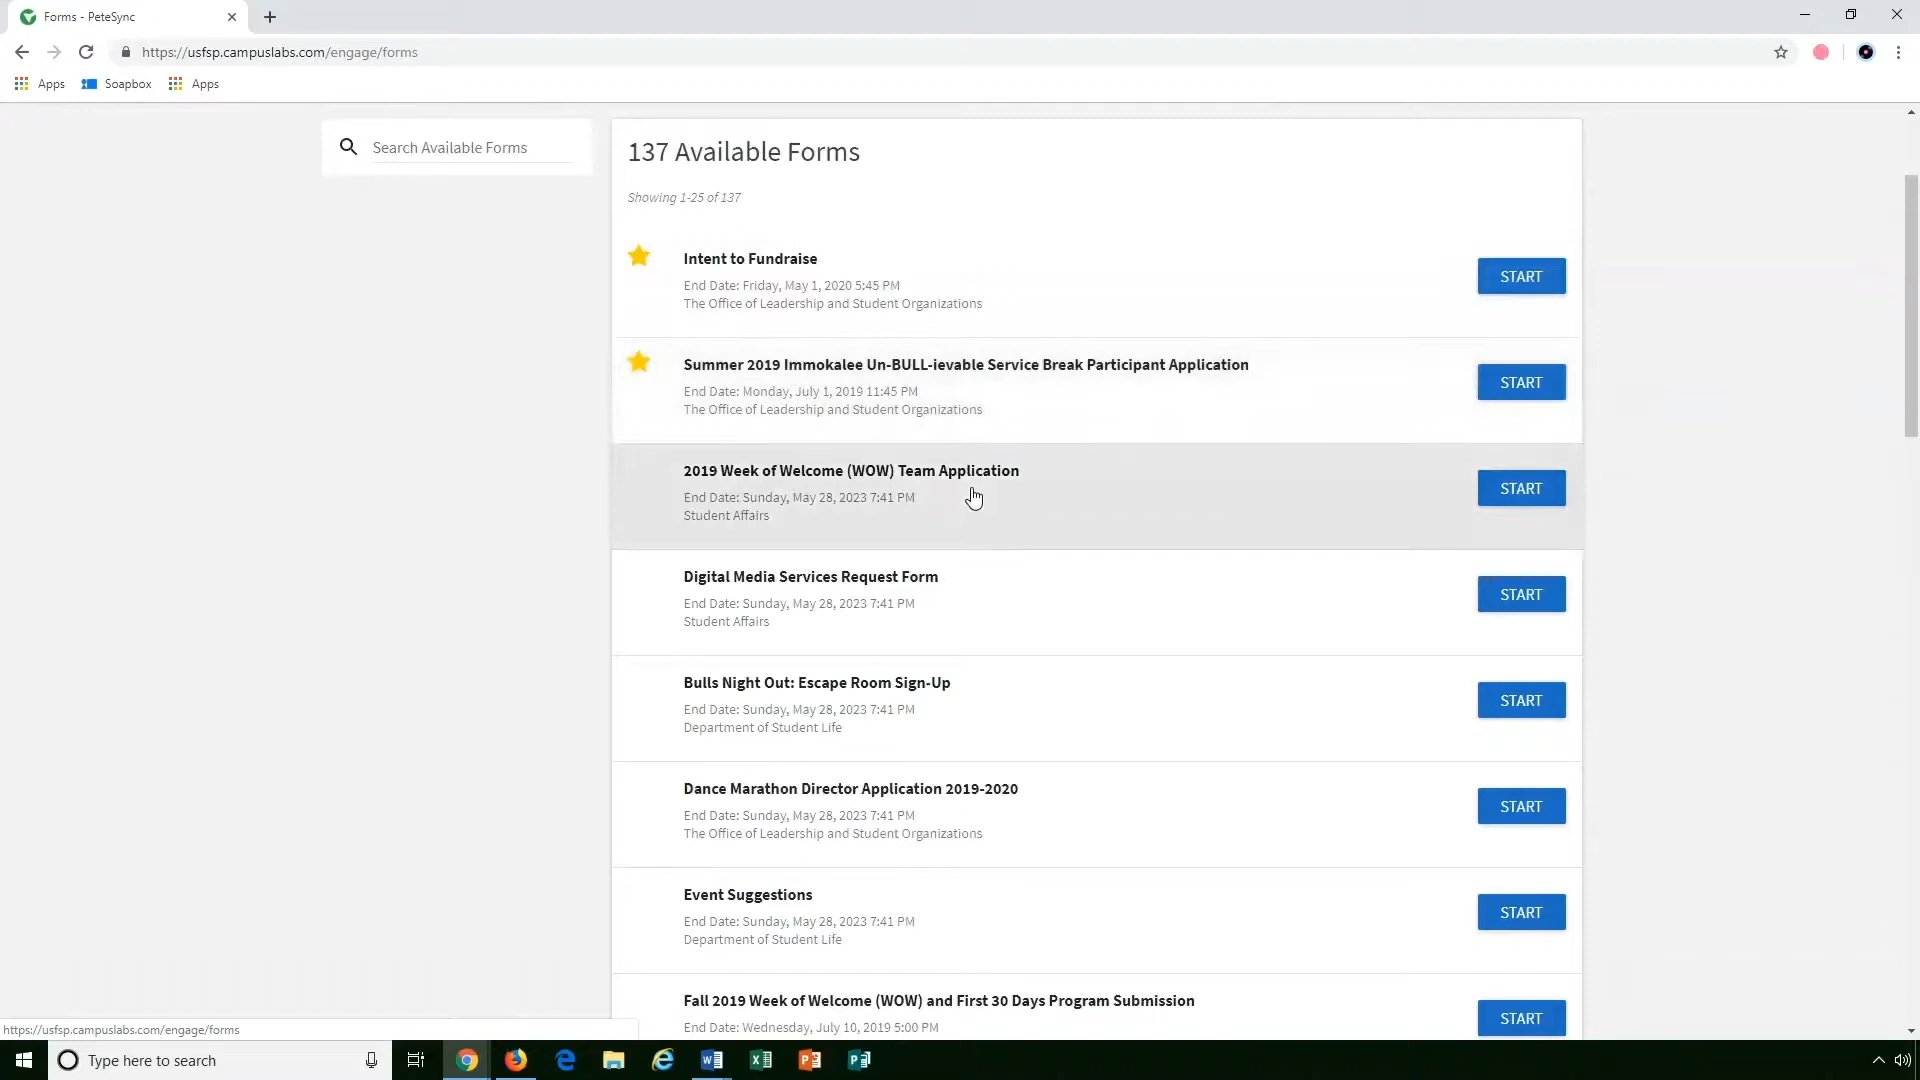 Forms - PeteSync
https://usfsp.campuslabs.com/engage/forms
Apps Soapbox Apps
Search Available Forms
137 Available Forms
Showing 1-25 of 137
Intent to Fundraise
End Date: Friday, May 1, 2020 5:45 PM
The Office of Leadership and Student Organizations
START
Summer 2019 Immokalee Un-BULL-ievable Service Break Participant Application
End Date: Monday, July 1, 2019 11:45 PM
The Office of Leadership and Student Organizations
START
2019 Week of Welcome (WOW) Team Application
End Date: Sunday, May 28, 2023 7:41 PM
Student Affairs
START
Digital Media Services Request Form
End Date: Sunday, May 28, 2023 7:41 PM
Student Affairs
START
Bulls Night Out: Escape Room Sign-Up
End Date: Sunday, May 28, 2023 7:41 PM
Department of Student Life
START
Dance Marathon Director Application 2019-2020
End Date: Sunday, May 28, 2023 7:41 PM
The Office of Leadership and Student Organizations
START
Event Suggestions
End Date: Sunday, May 28, 2023 7:41 PM
Department of Student Life
START
Fall 2019 Week of Welcome (WOW) and First 30 Days Program Submission
End Date: Wednesday, July 10, 2019 5:00 PM
START
https://usfsp.campuslabs.com/engage/forms
Type here to search